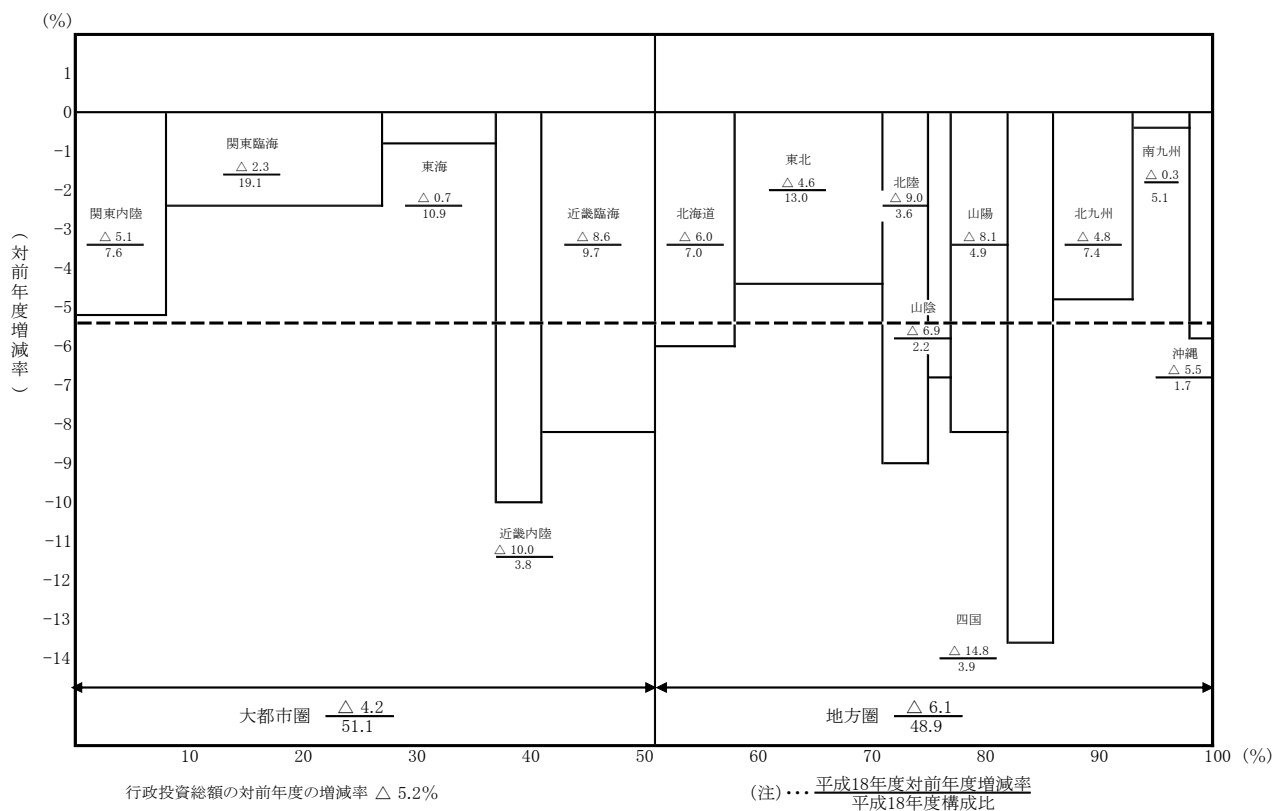 (%)
1
0
-1
-2
-3
-4
-5
-6
-7
-8
-9
-10
-11
-12
-13
-14
（対前年度増減率）
関東内陸
△ 5.1
7.6
関東臨海
△ 2.3
19.1
東海
△ 0.7
10.9
近畿内陸
△ 10.0
3.8
近畿臨海
△ 8.6
9.7
北海道
△ 6.0
7.0
東北
△ 4.6
13.0
北陸
△ 9.0
3.6
山陰
△ 6.9
2.2
山陽
△ 8.1
4.9
四国
△ 14.8
3.9
北九州
△ 4.8
7.4
南九州
△ 0.3
5.1
沖縄
△ 5.5
1.7
大都市圏 △ 4.2
51.1
地方圏 △ 6.1
48.9
10 20 30 40 50 60 70 80 90 100 (%)
行政投資総額の対前年度の増減率 △ 5.2%
(注)･･･ 平成18年度対前年度増減率
平成18年度構成比